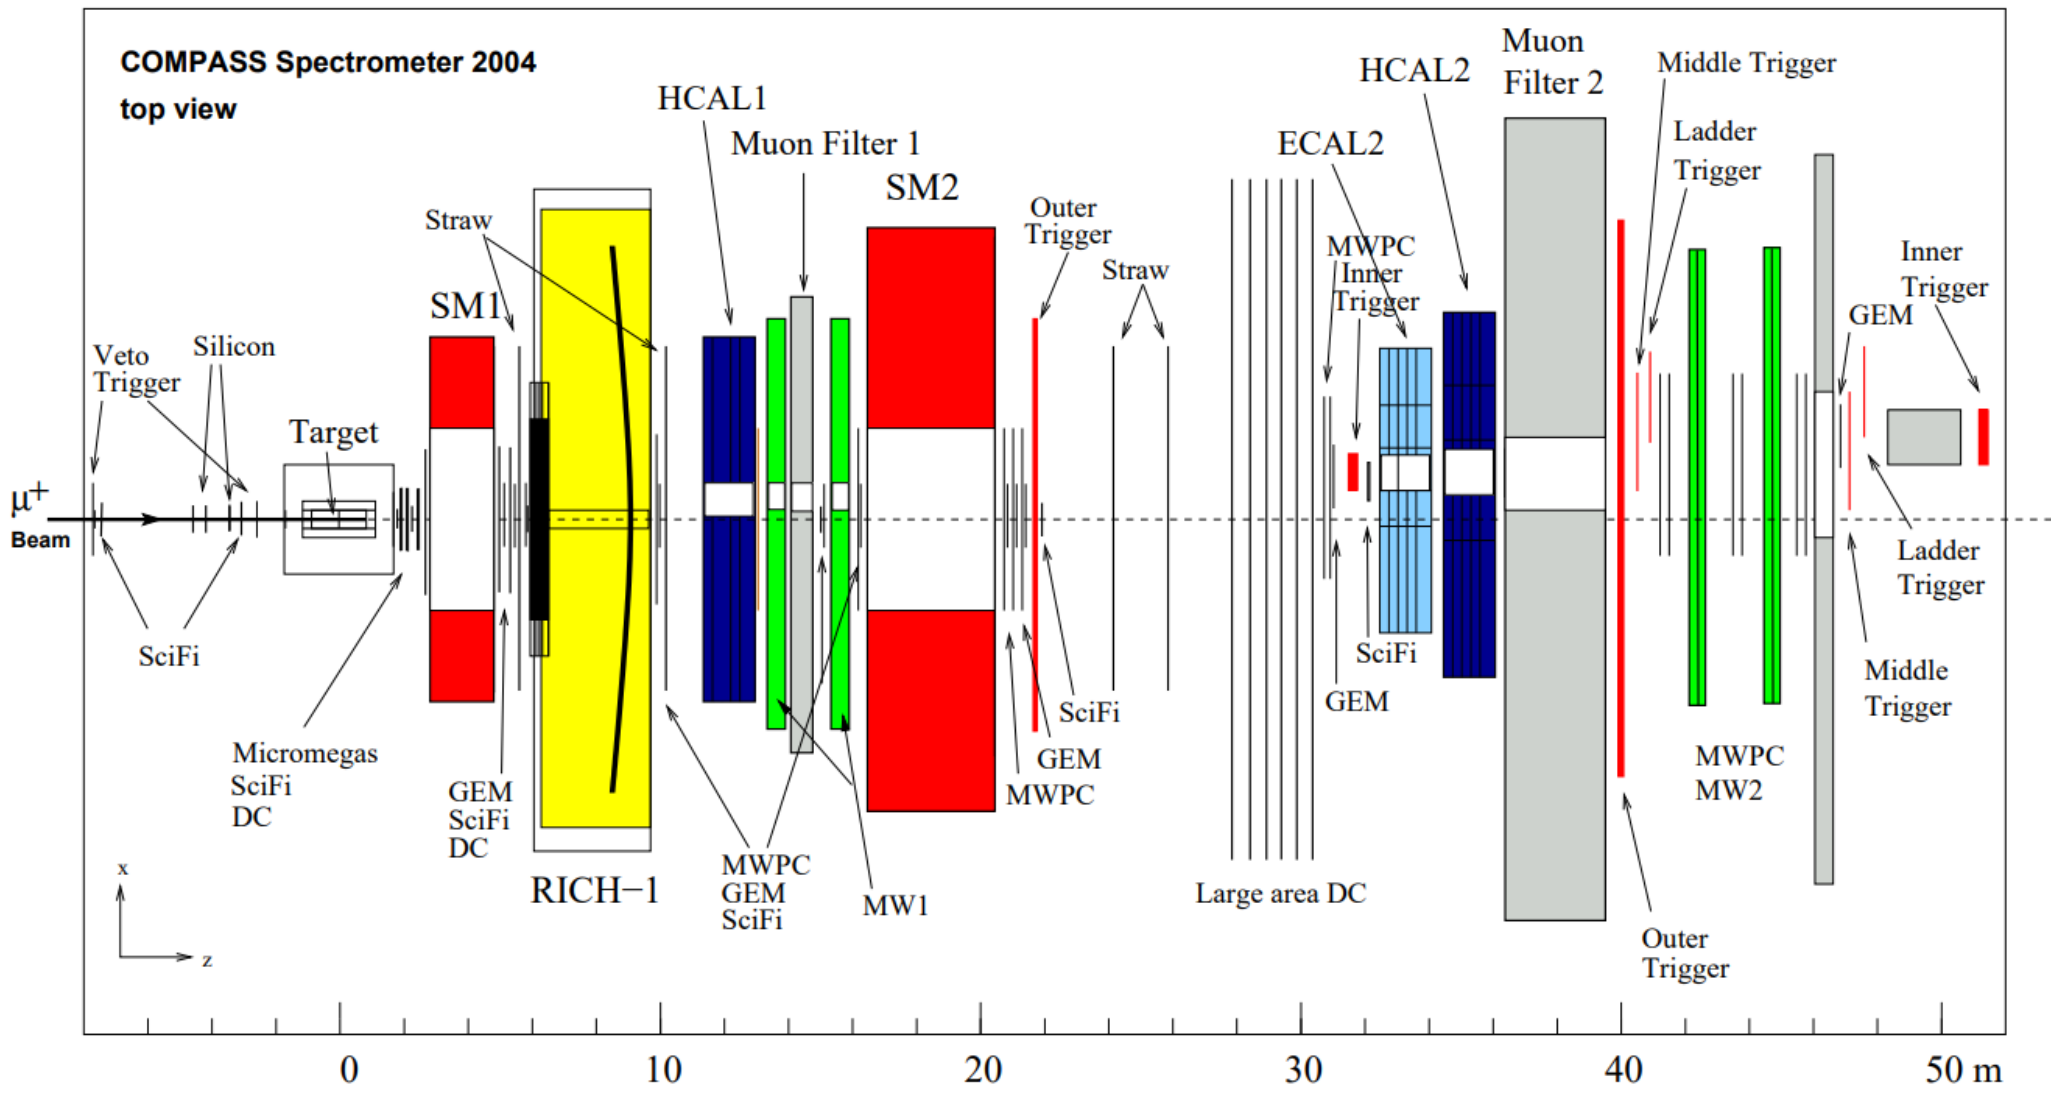 COMPASS Spectrometer 2004
top view
HCAL1
Muon Filter 1
SM2
HCAL2
Muon
Filter 2
Middle Trigger
Ladder
Trigger
ECAL2
Straw
SM1
Outer
Trigger
Straw
MWPC
Inner
Trigger
Inner
Trigger
GEM
Veto
Trigger
Silicon
Target
μ+
Beam
SciFi
Micromegas
SciFi
DC
GEM
SciFi
DC
RICH−1
MWPC
GEM
SciFi
MW1
SciFi
GEM
MWPC
Large area DC
SciFi
GEM
MWPC
MW2
Outer
Trigger
Ladder
Trigger
Middle
Trigger
x
z
0
10
20
30
40
50 m